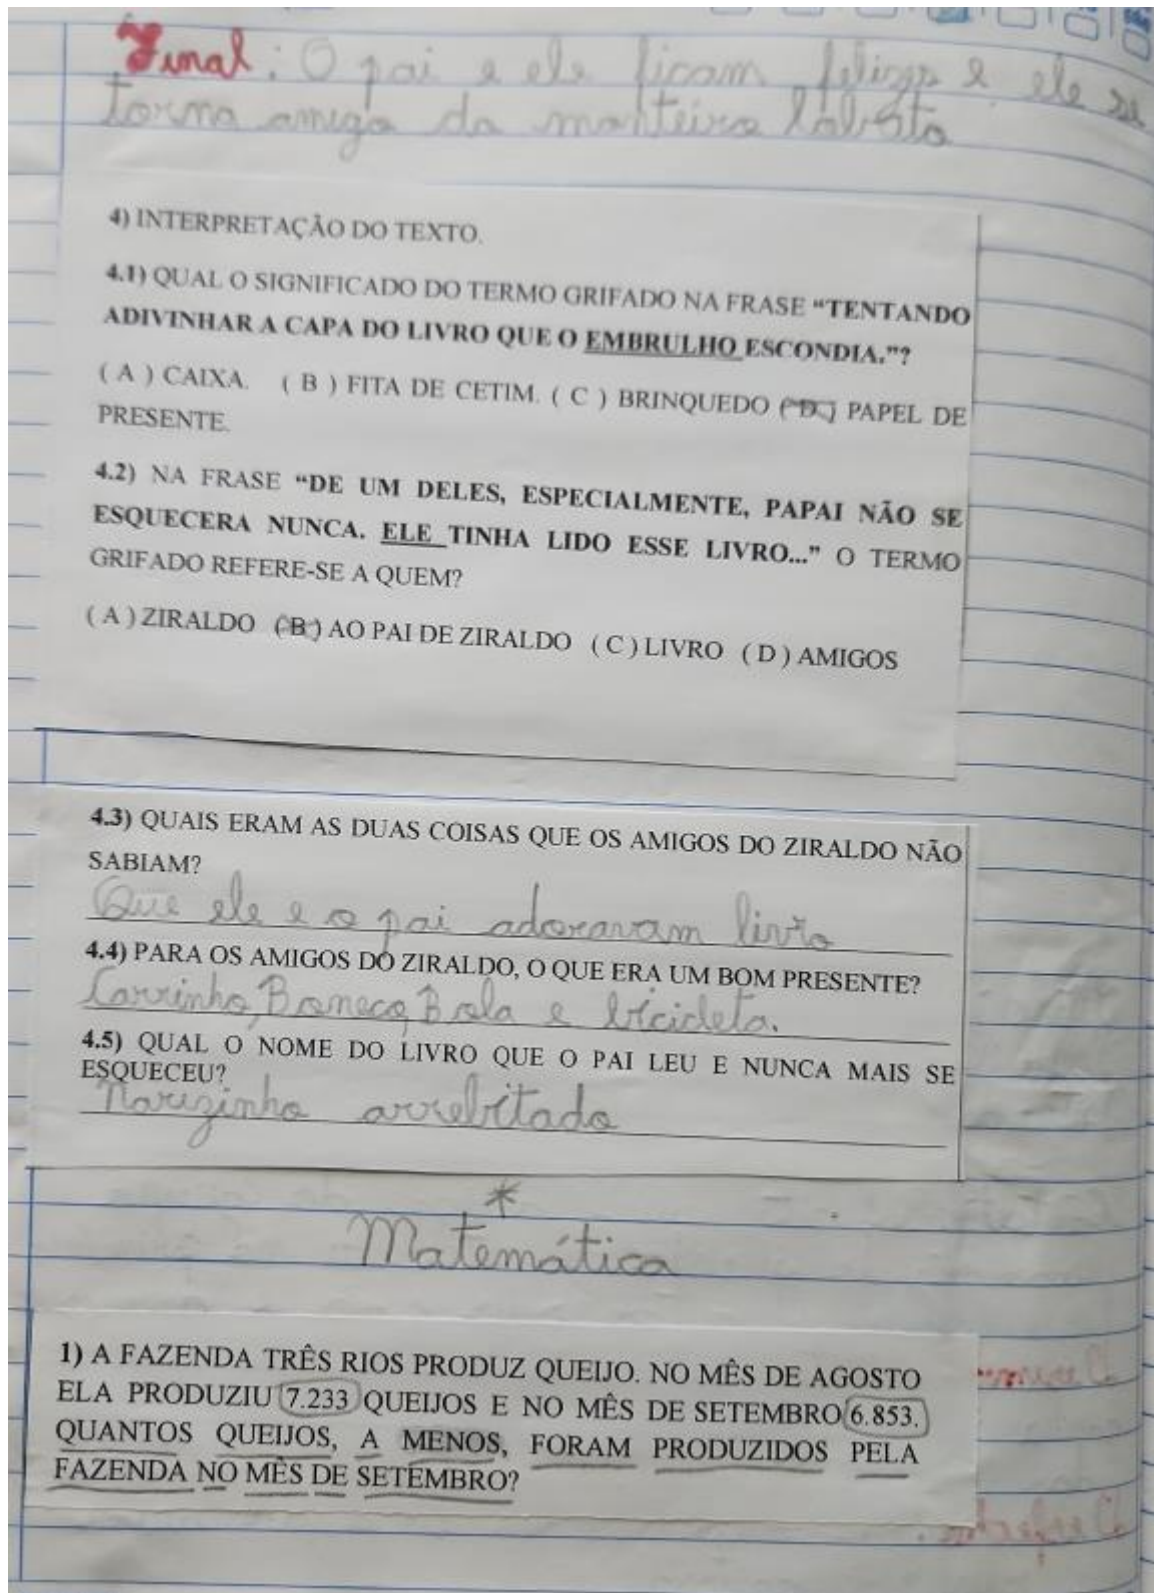 Final: O pai e ele ficam felizes e ele se
torna amigo do monteiro lobato
4) INTERPRETAÇÃO DO TEXTO.
4.1) QUAL O SIGNIFICADO DO TERMO GRIFADO NA FRASE “TENTANDO
ADIVINHAR A CAPA DO LIVRO QUE O EMBRULHO ESCONDIA.”?
( A ) CAIXA. ( B ) FITA DE CETIM. ( C ) BRINQUEDO ( D ) PAPEL DE
PRESENTE.
4.2) NA FRASE “DE UM DELES, ESPECIALMENTE, PAPAI NÃO SE
ESQUECERA NUNCA. ELE TINHA LIDO ESSE LIVRO...” O TERMO
GRIFADO REFERE-SE A QUEM?
( A ) ZIRALDO ( B ) AO PAI DE ZIRALDO ( C ) LIVRO ( D ) AMIGOS
4.3) QUAIS ERAM AS DUAS COISAS QUE OS AMIGOS DO ZIRALDO NÃO
SABIAM?
Que ele e o pai adoravam livro
4.4) PARA OS AMIGOS DO ZIRALDO, O QUE ERA UM BOM PRESENTE?
Carrinho, Boneco, Bola e bicicleta.
4.5) QUAL O NOME DO LIVRO QUE O PAI LEU E NUNCA MAIS SE
ESQUECEU?
Narizinho arrebitado
*
Matemática
1) A FAZENDA TRÊS RIOS PRODUZ QUEIJO. NO MÊS DE AGOSTO
ELA PRODUZIU 7.233 QUEIJOS E NO MÊS DE SETEMBRO 6.853.
QUANTOS QUEIJOS, A MENOS, FORAM PRODUZIDOS PELA
FAZENDA NO MÊS DE SETEMBRO?